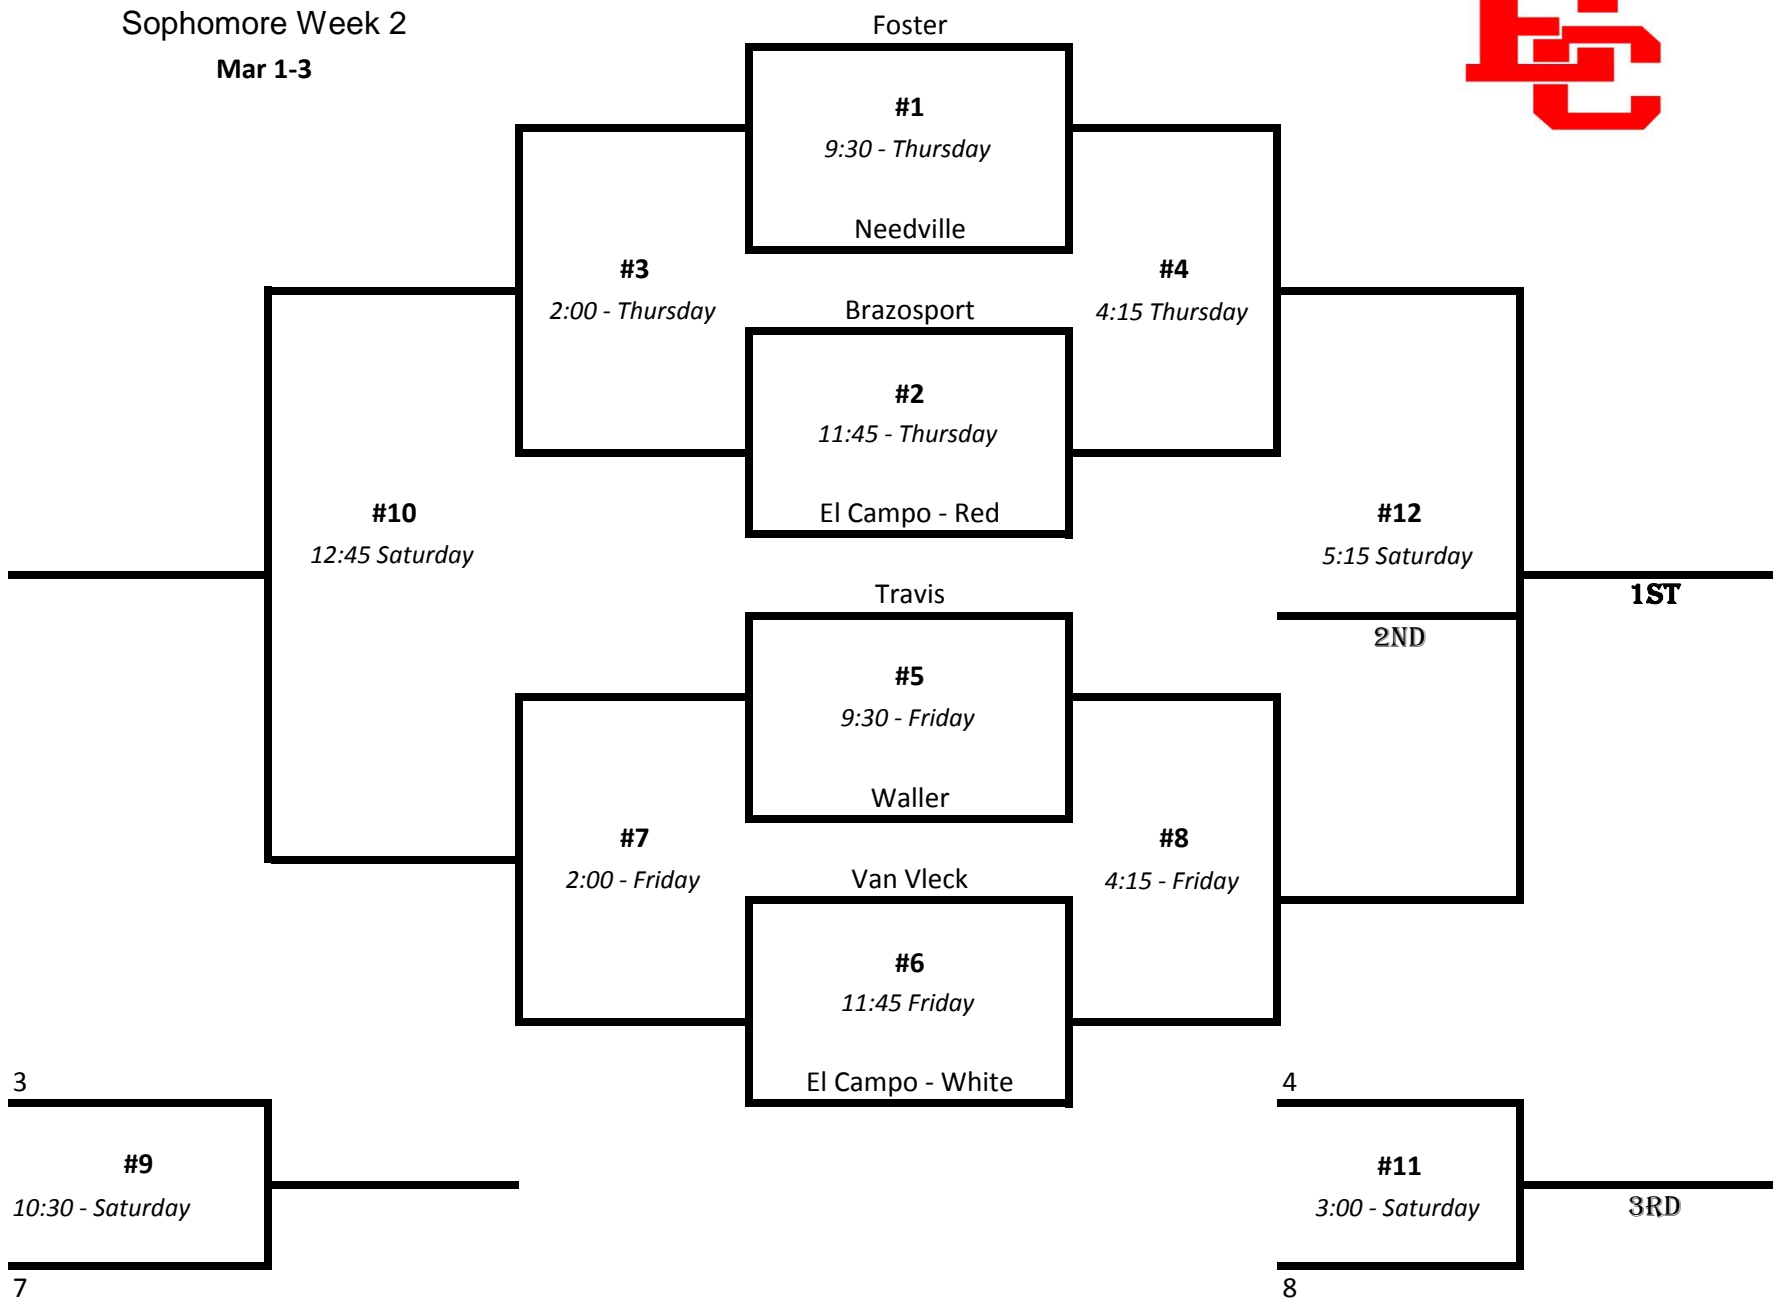 Sophomore Week 2
Mar 1-3
Foster
#1
9:30 - Thursday
Needville
#3
2:00 - Thursday
#4
4:15 Thursday
Brazosport
#2
11:45 - Thursday
El Campo - Red
#10
12:45 Saturday
#12
5:15 Saturday
1ST
2ND
Travis
#5
9:30 - Friday
Waller
#7
2:00 - Friday
#8
4:15 - Friday
Van Vleck
#6
11:45 Friday
El Campo - White
3
#9
10:30 - Saturday
7
4
#11
3:00 - Saturday
3RD
8